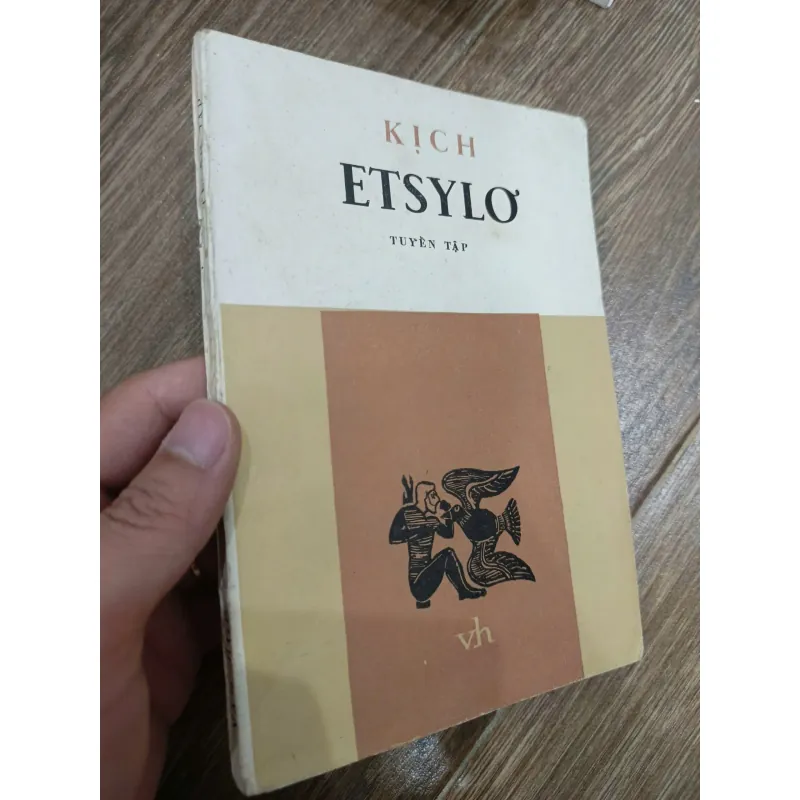 KỊCH
ETSYLƠ
TUYỂN TẬP
vh